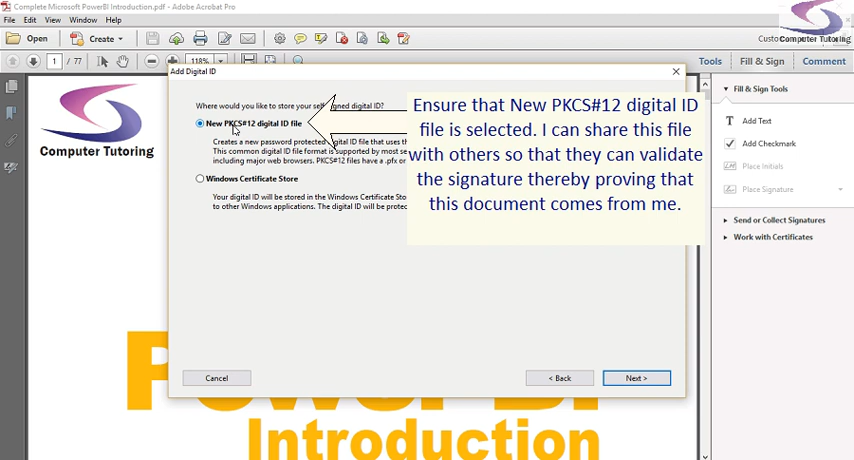 Complete Microsoft PowerBI Introduction.pdf - Adobe Acrobat Pro
File Edit View Window Help
Open Create
Computer Tutoring
1 / 77 118% Tools Fill & Sign Comment
Add Digital ID
Where would you like to store your self signed digital ID?
New PKCS#12 digital ID file
Creates a new password protected digital ID file that uses
This common digital ID file format is supported by most
including major web browsers. PKCS#12 files have a .pfx or
Windows Certificate Store
Your digital ID will be stored in the Windows Certificate
to other Windows applications. The digital ID will be
Ensure that New PKCS#12 digital ID
file is selected. I can share this file
with others so that they can validate
the signature thereby proving that
this document comes from me.
Cancel < Back Next >
Computer Tutoring
Introduction
Fill & Sign Tools
Add Text
Add Checkmark
Place Initials
Place Signature
Send or Collect Signatures
Work with Certificates